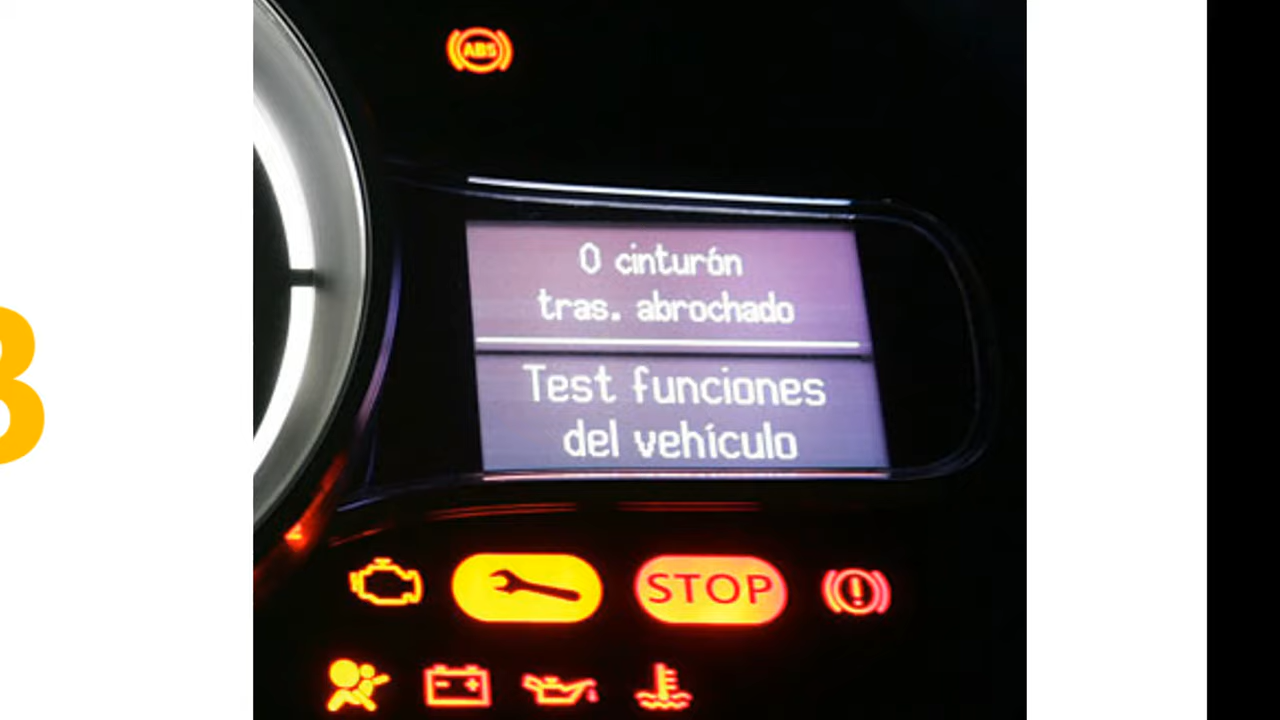 ABS
0 cinturón
tras. abrochado
Test funciones
del vehículo
STOP